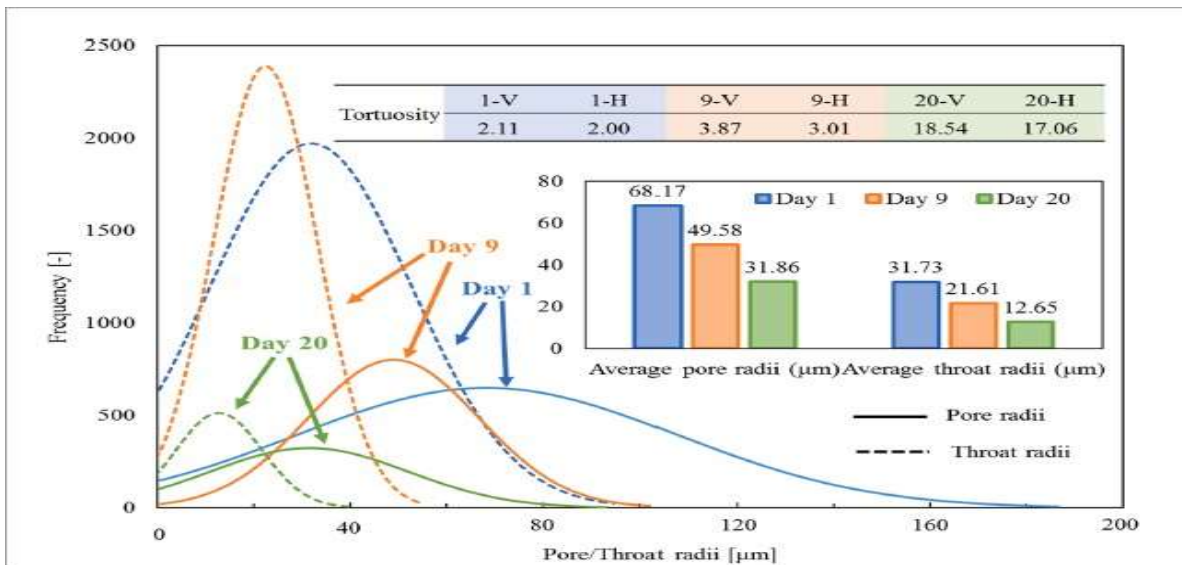 2500
2000
1500
1000
500
0
Frequency [-]
Tortuosity
1-V 1-H 9-V 9-H 20-V 20-H
2.11 2.00 3.87 3.01 18.54 17.06
80
60
40
20
0
Day 1 Day 9 Day 20
68.17
49.58
31.86
31.73
21.61
12.65
Average pore radii (µm) Average throat radii (µm)
Day 9
Day 1
Day 20
Pore radii
Throat radii
0 40 80 120 160 200
Pore/Throat radii [µm]